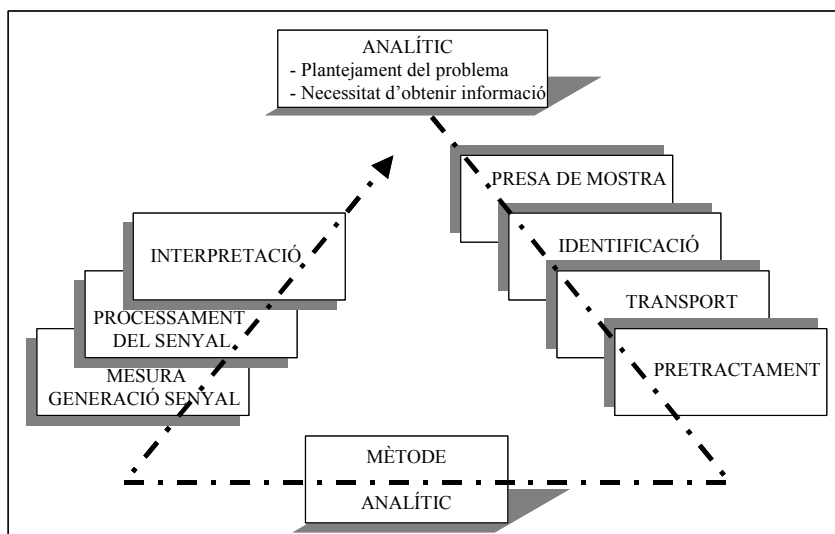 ANALÍTIC
- Plantejament del problema
- Necessitat d'obtenir informació
PRESA DE MOSTRA
IDENTIFICACIÓ
TRANSPORT
PRETRACTAMENT
MÈTODE
ANALÍTIC
MESURA
GENERACIÓ SENYAL
PROCESSAMENT
DEL SENYAL
INTERPRETACIÓ